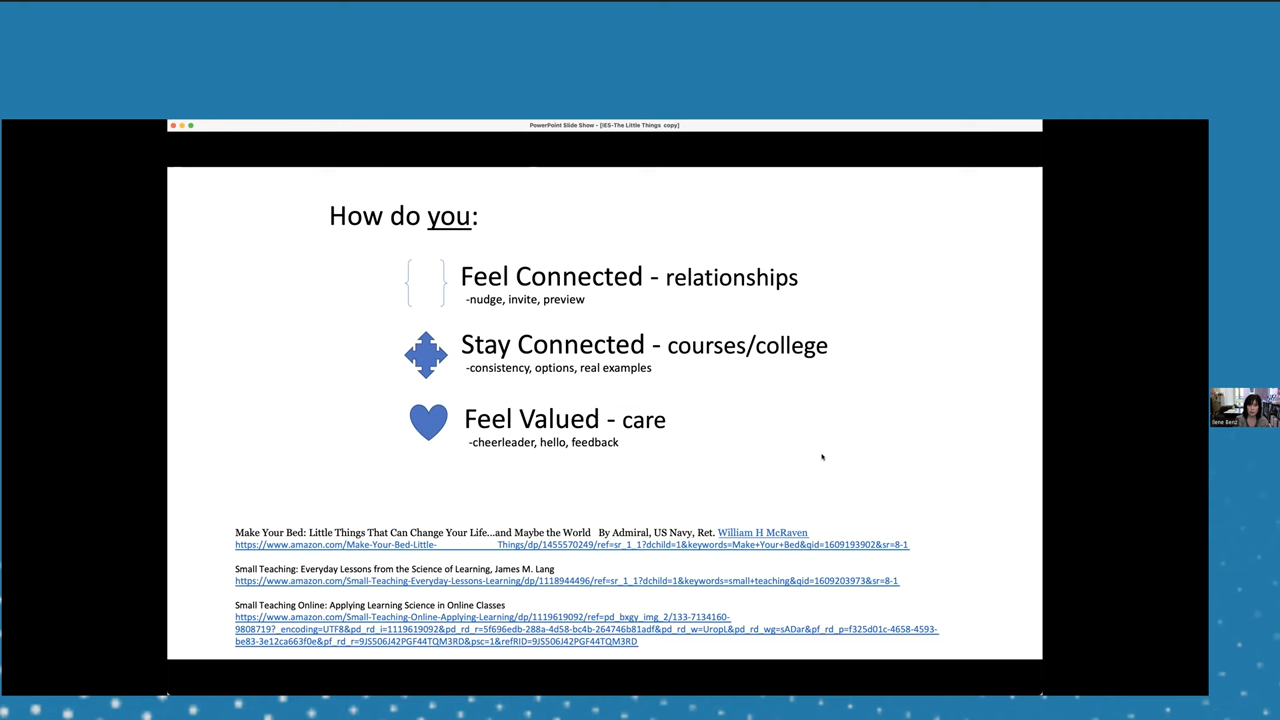 PowerPoint Slide Show - [IES-The Little Things copy]
How do you:
Feel Connected - relationships
-nudge, invite, preview
Stay Connected - courses/college
-consistency, options, real examples
Feel Valued - care
-cheerleader, hello, feedback
Ilene Benz
Make Your Bed: Little Things That Can Change Your Life...and Maybe the World By Admiral, US Navy, Ret. William H McRaven
https://www.amazon.com/Make-Your-Bed-Little- Things/dp/1455570249/ref=sr_1_1?dchild=1&keywords=Make+Your+Bed&qid=1609193902&sr=8-1
Small Teaching: Everyday Lessons from the Science of Learning, James M. Lang
https://www.amazon.com/Small-Teaching-Everyday-Lessons-Learning/dp/1118944496/ref=sr_1_1?dchild=1&keywords=small+teaching&qid=1609203973&sr=8-1
Small Teaching Online: Applying Learning Science in Online Classes
https://www.amazon.com/Small-Teaching-Online-Applying-Learning/dp/1119619092/ref=pd_bxgy_img_2/133-7134160-
9808719?_encoding=UTF8&pd_rd_i=1119619092&pd_rd_r=5f696edb-288a-4d58-bc4b-264746b81adf&pd_rd_w=UropL&pd_rd_wg=sADar&pf_rd_p=f325d01c-4658-4593-
be83-3e12ca663f0e&pf_rd_r=9JS506J42PGF44TQM3RD&psc=1&refRID=9JS506J42PGF44TQM3RD